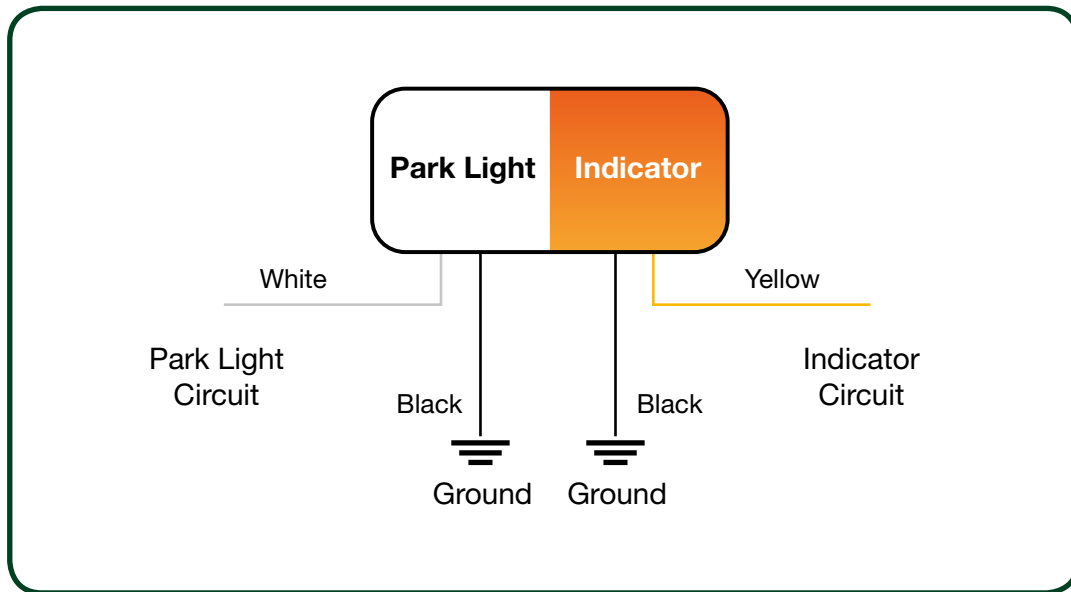 Park Light
Indicator
White
Yellow
Park Light
Circuit
Indicator
Circuit
Black
Black
Ground
Ground